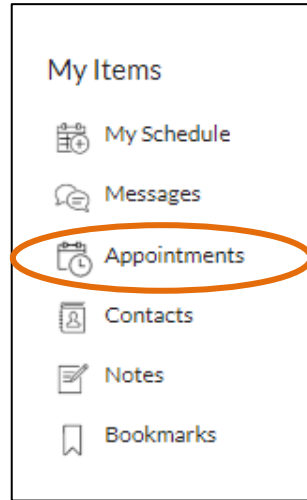 My Items
My Schedule
Messages
Appointments
Contacts
Notes
Bookmarks